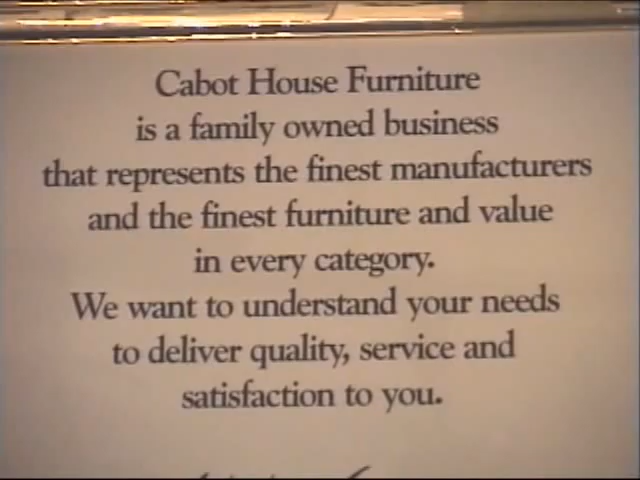 Cabot House Furniture
is a family owned business
that represents the finest manufacturers
and the finest furniture and value
in every category.
We want to understand your needs
to deliver quality, service and
satisfaction to you.